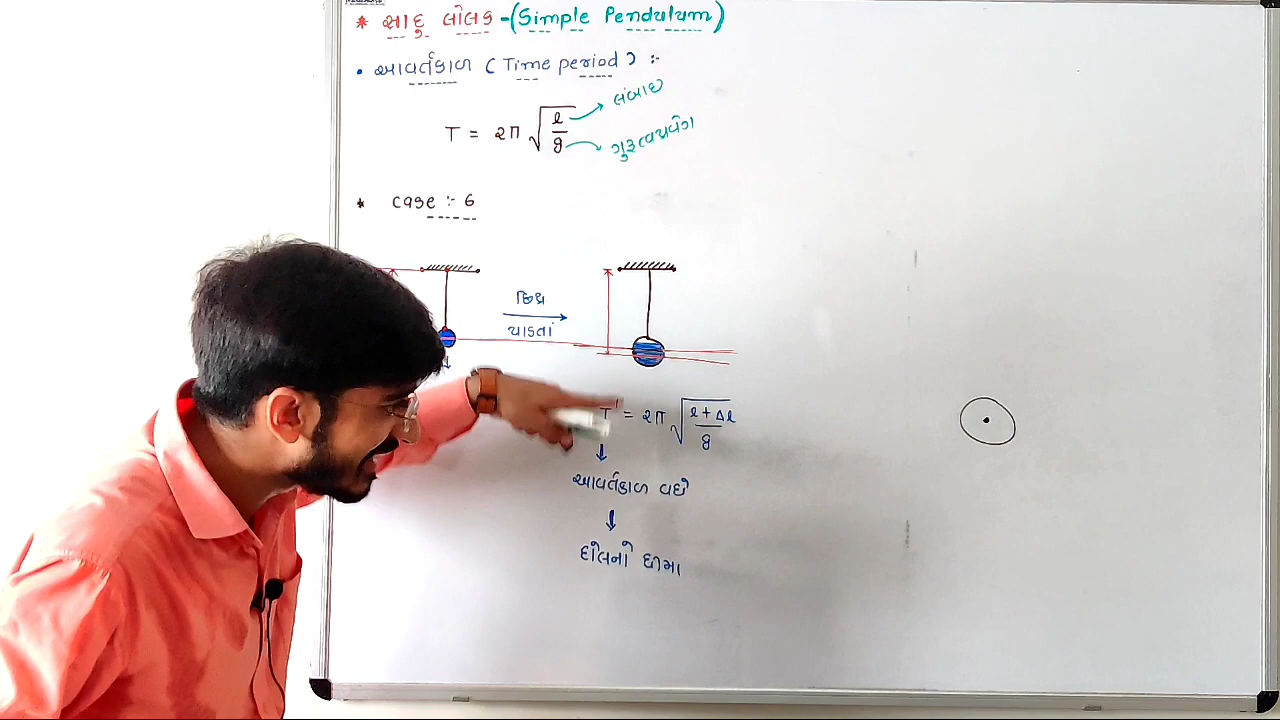 * સાદુ લોલક - (Simple Pendulum)
• આવર્તકાળ ( Time period ) :-
T = 2π √ l / g
લંબાઇ
ગુરુત્વપ્રવેગ
* case :- 6
છિદ્ર
પાડતાં
T' = 2π √ l + Δl / g
આવર્તકાળ વધે
દોલનો ધીમા